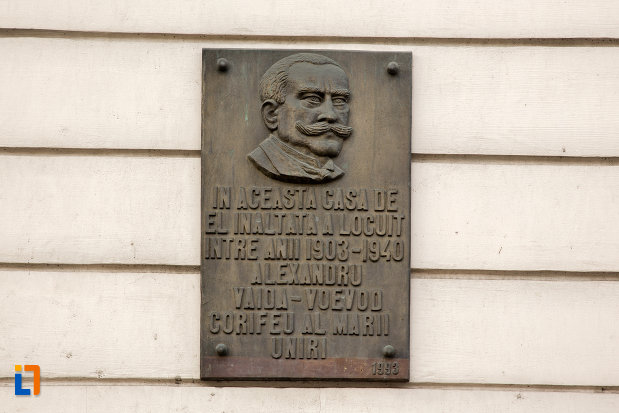 IN ACEASTA CASA DE
EL INALTATA A LOCUIT
INTRE ANII 1903-1940
ALEXANDRU
VAIDA-VOEVOD
CORIFEU AL MARII
UNIRI
1993